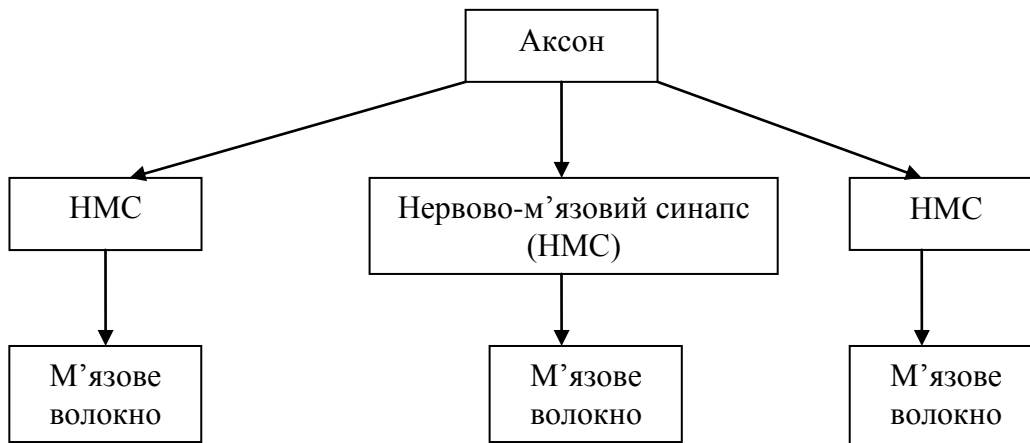 Аксон
НМС
Нервово-м’язовий синапс
(НМС)
НМС
М’язове
волокно
М’язове
волокно
М’язове
волокно